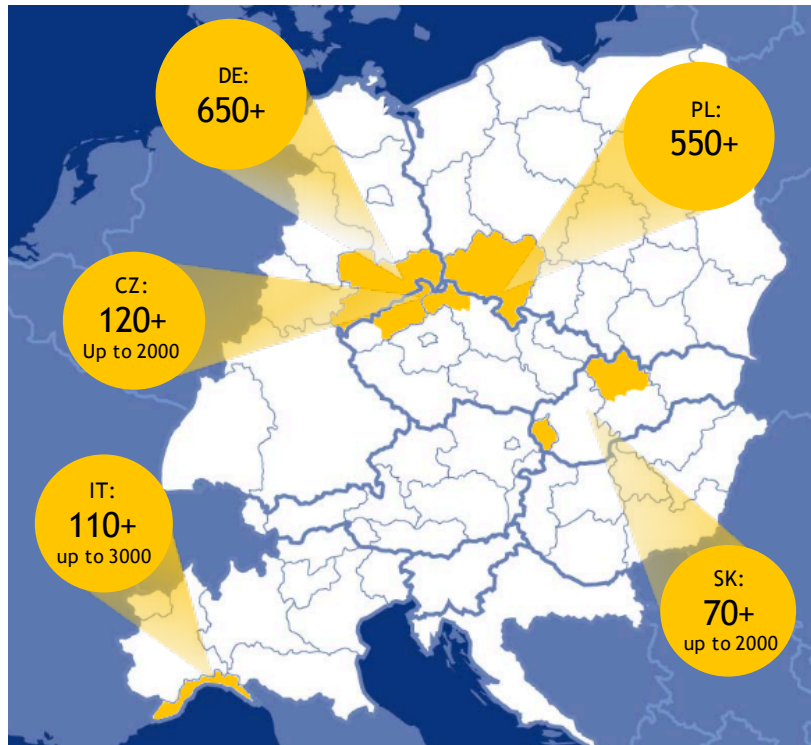 DE:
650+
PL:
550+
CZ:
120+
Up to 2000
IT:
110+
up to 3000
SK:
70+
up to 2000